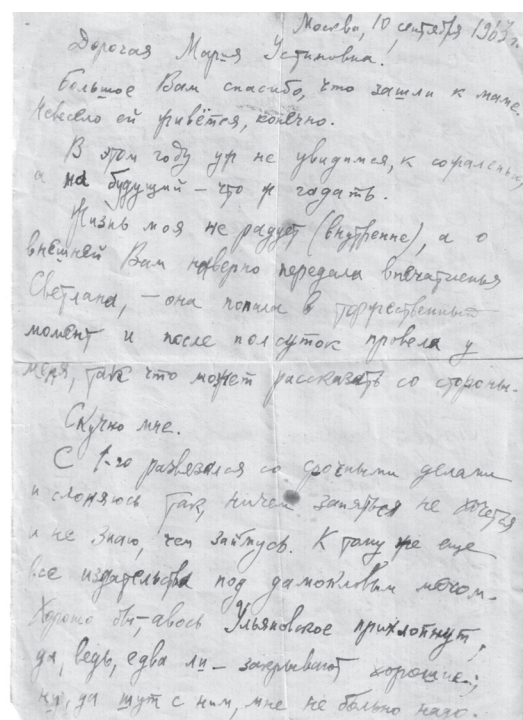 Москва, 10 сентября 1963 г.
Дорогая Мария Устиновна.
Большое Вам спасибо, что зашли к маме.
Невесело ей живётся, конечно.
В этом году уж не увидимся, к сожаленью,
а на будущий – что ж гадать.
Жизнь моя не радует (внутренне), а о
внешней Вам наверно передала впечатленья
Светлана, – она попала в торжественный
момент и после полсуток провела у
меня, так что может рассказать со стороны.
Скучно мне.
С 1-го развязался со срочными делами
и слоняюсь так, ничем заняться не хочется
и не знаю, чем займусь. К тому же еще
все издательства под дамокловым мечом.
Хорошо бы, авось Ульяновское прихлопнут,
да, ведь, едва ли – закрывают хорошие;
ну, да шут с ним, мне не больно надо.